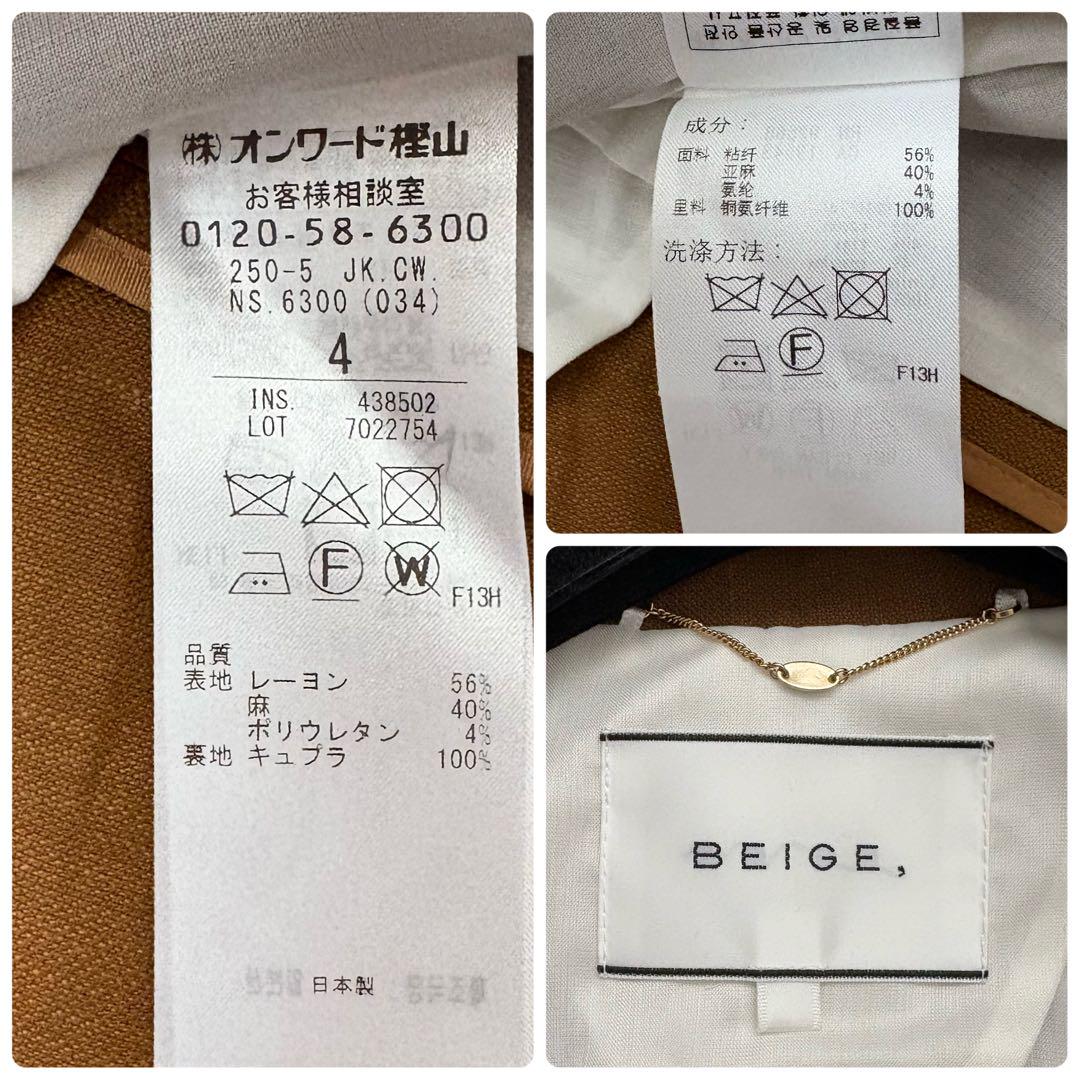 (株)オンワード樫山
お客様相談室
0120-58-6300
250-5 JK.CW.
NS.6300 (034)
4
INS. 438502
LOT 7022754
F
W
F13H
品質
表地 レーヨン 56%
麻 40%
ポリウレタン 4%
裏地 キュプラ 100%
日本製
成分：
面料 粘纤 56%
亚麻 40%
氨纶 4%
里料 铜氨纤维 100%
洗涤方法：
F
F13H
BEIGE,